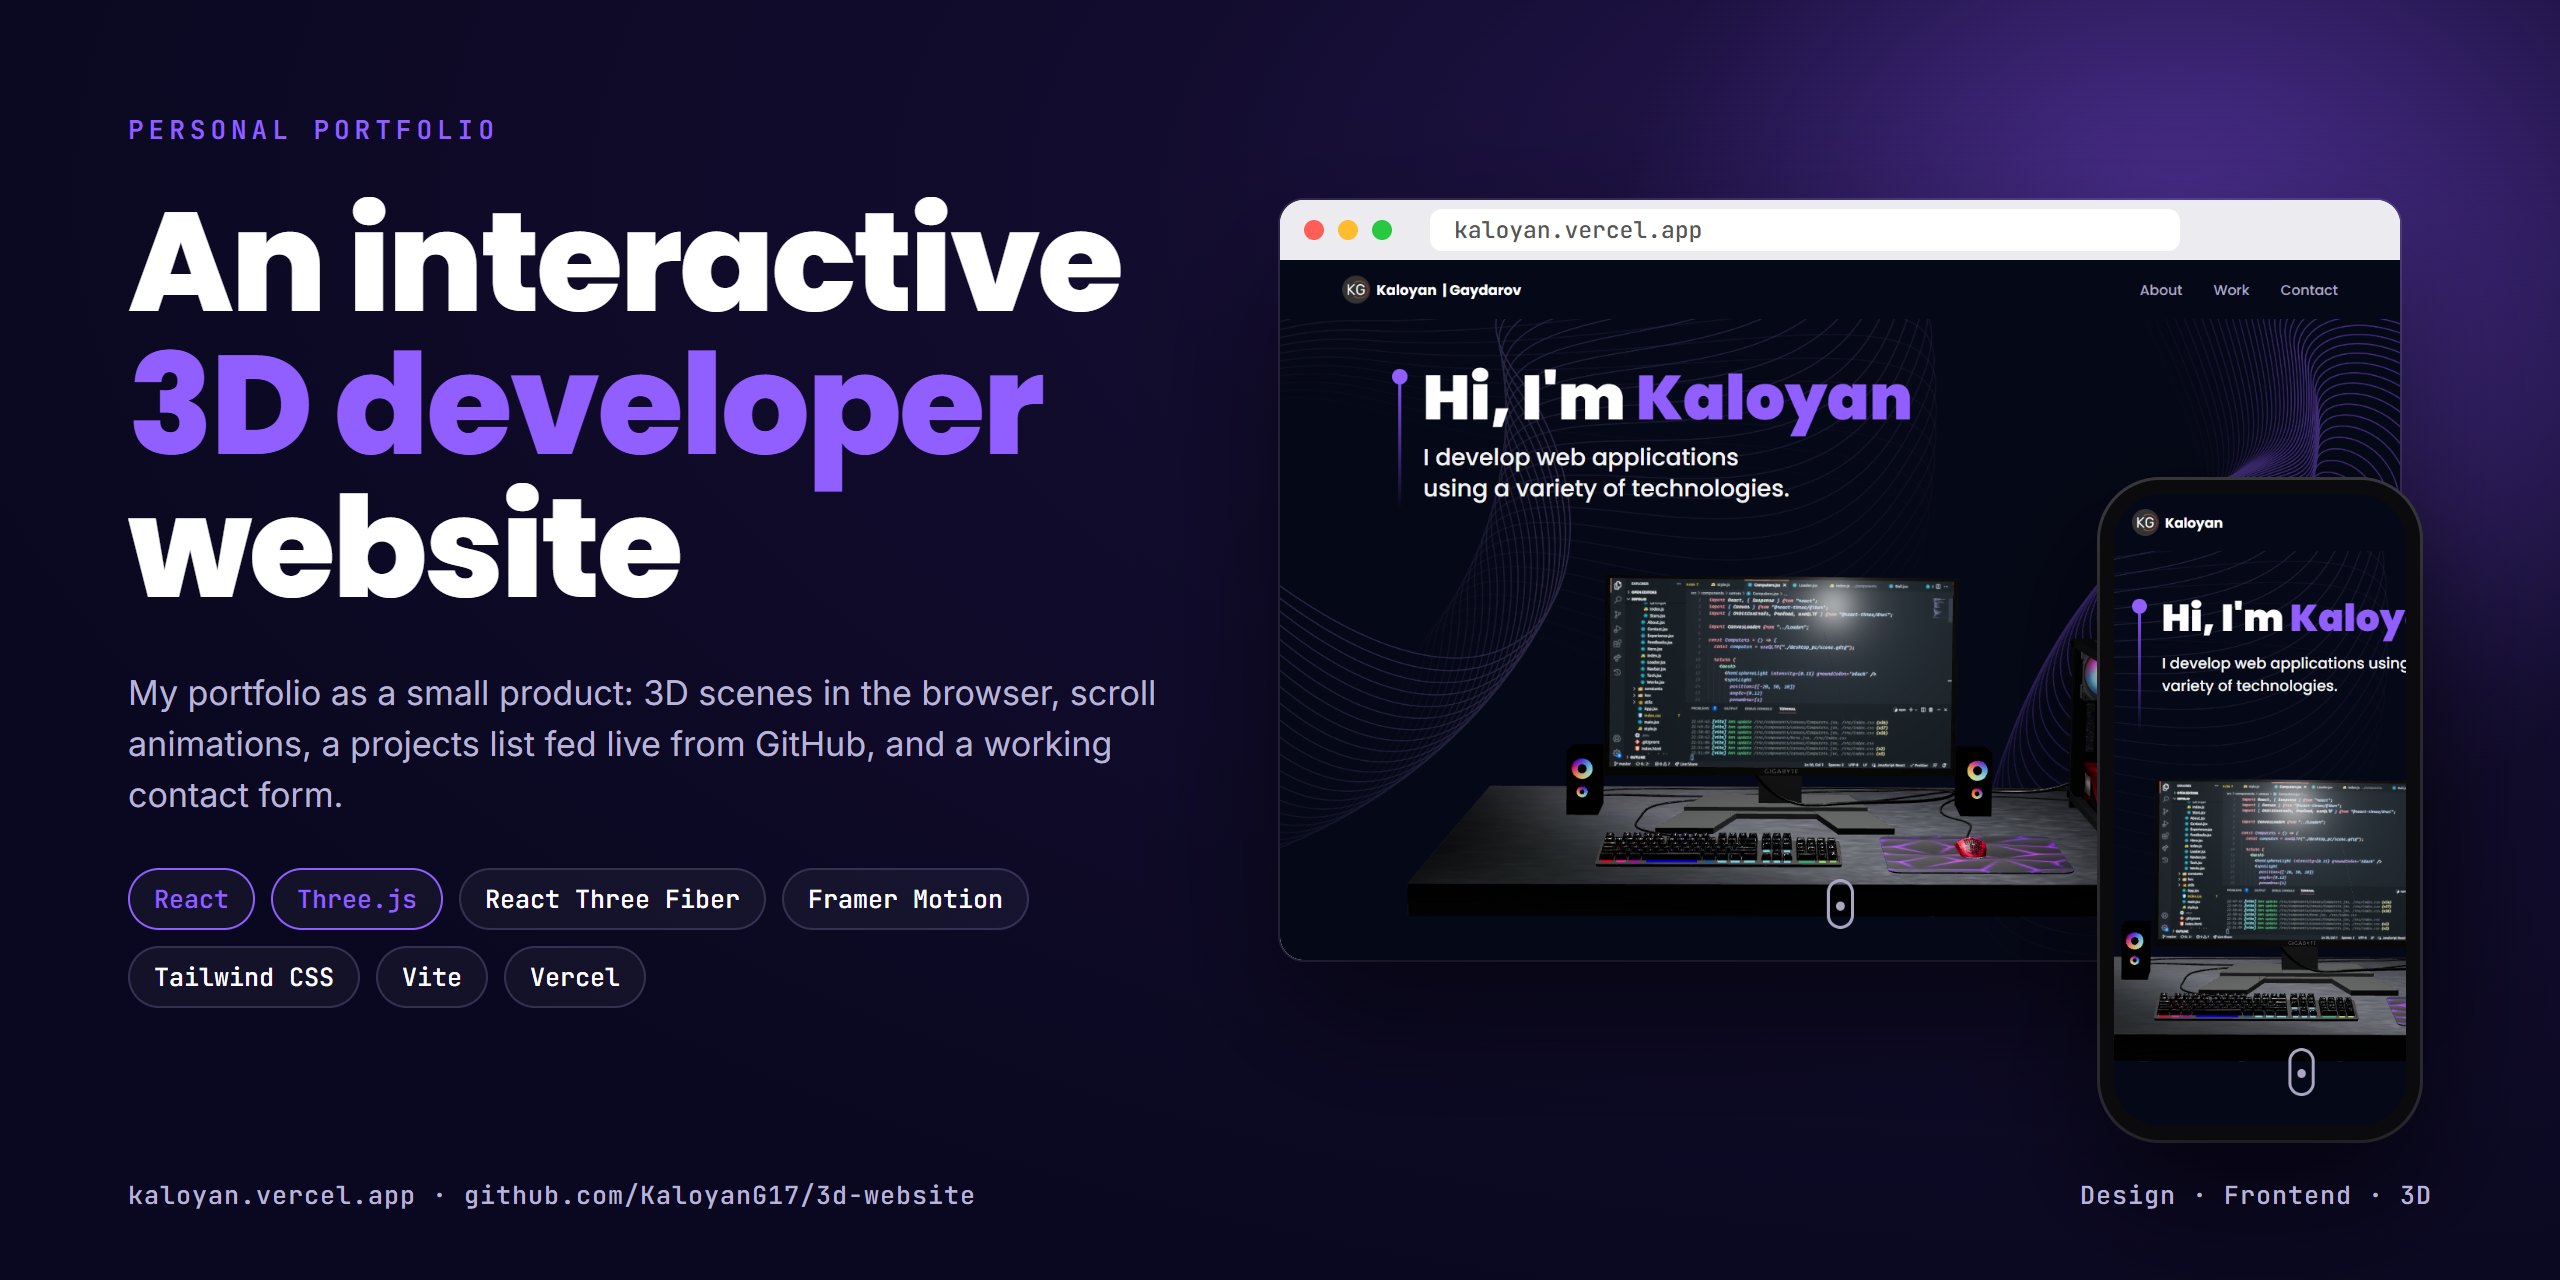 PERSONAL PORTFOLIO
An interactive
3D developer
website
My portfolio as a small product: 3D scenes in the browser, scroll
animations, a projects list fed live from GitHub, and a working
contact form.
React
Three.js
React Three Fiber
Framer Motion
Tailwind CSS
Vite
Vercel
kaloyan.vercel.app · github.com/KaloyanG17/3d-website
kaloyan.vercel.app
KG Kaloyan | Gaydarov
About
Work
Contact
Hi, I'm Kaloyan
I develop web applications
using a variety of technologies.
GIGABYTE
KG Kaloyan
Hi, I'm Kaloy
I develop web applications using
variety of technologies.
GIGABYTE
Design · Frontend · 3D